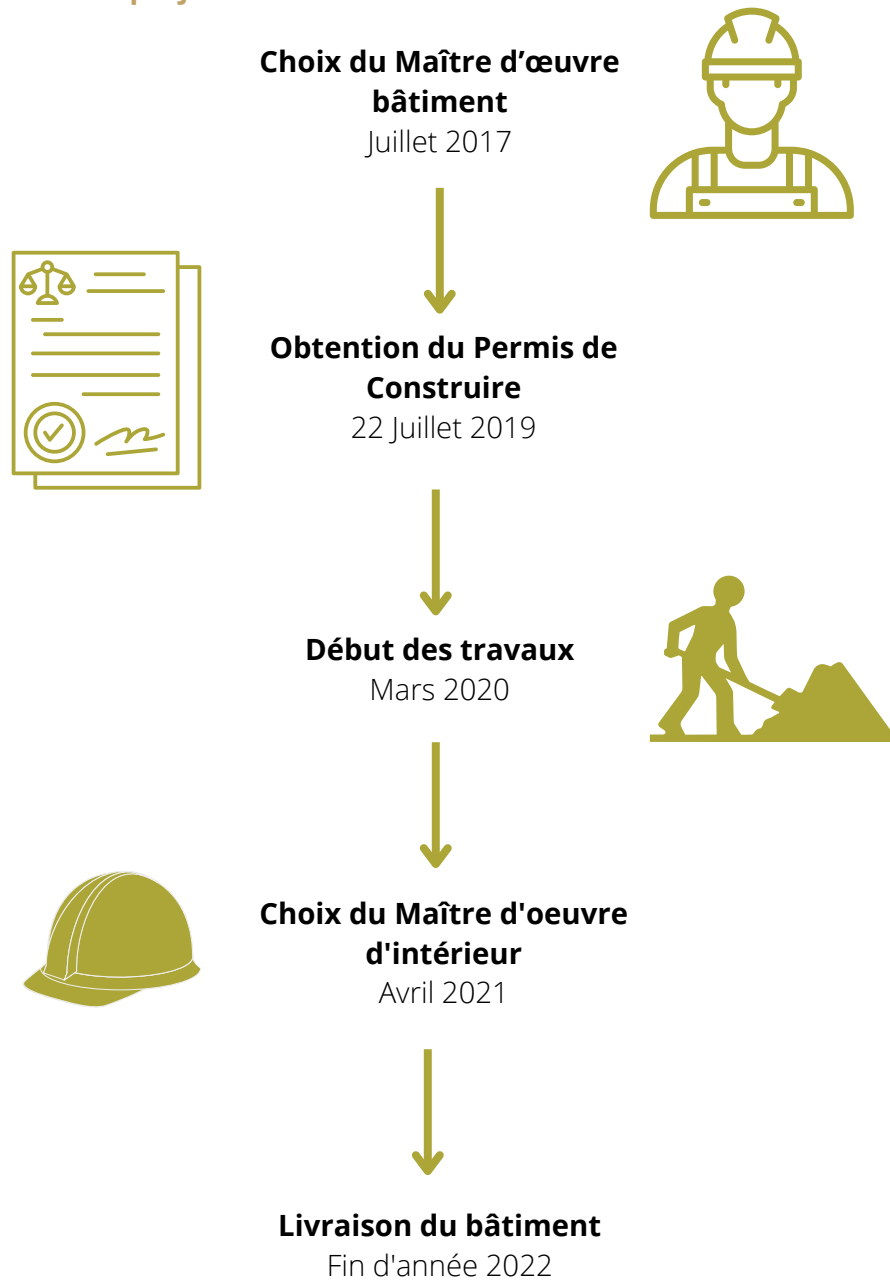 Choix du Maître d’œuvre
bâtiment
Juillet 2017
Obtention du Permis de
Construire
22 Juillet 2019
Début des travaux
Mars 2020
Choix du Maître d'oeuvre
d'intérieur
Avril 2021
Livraison du bâtiment
Fin d'année 2022